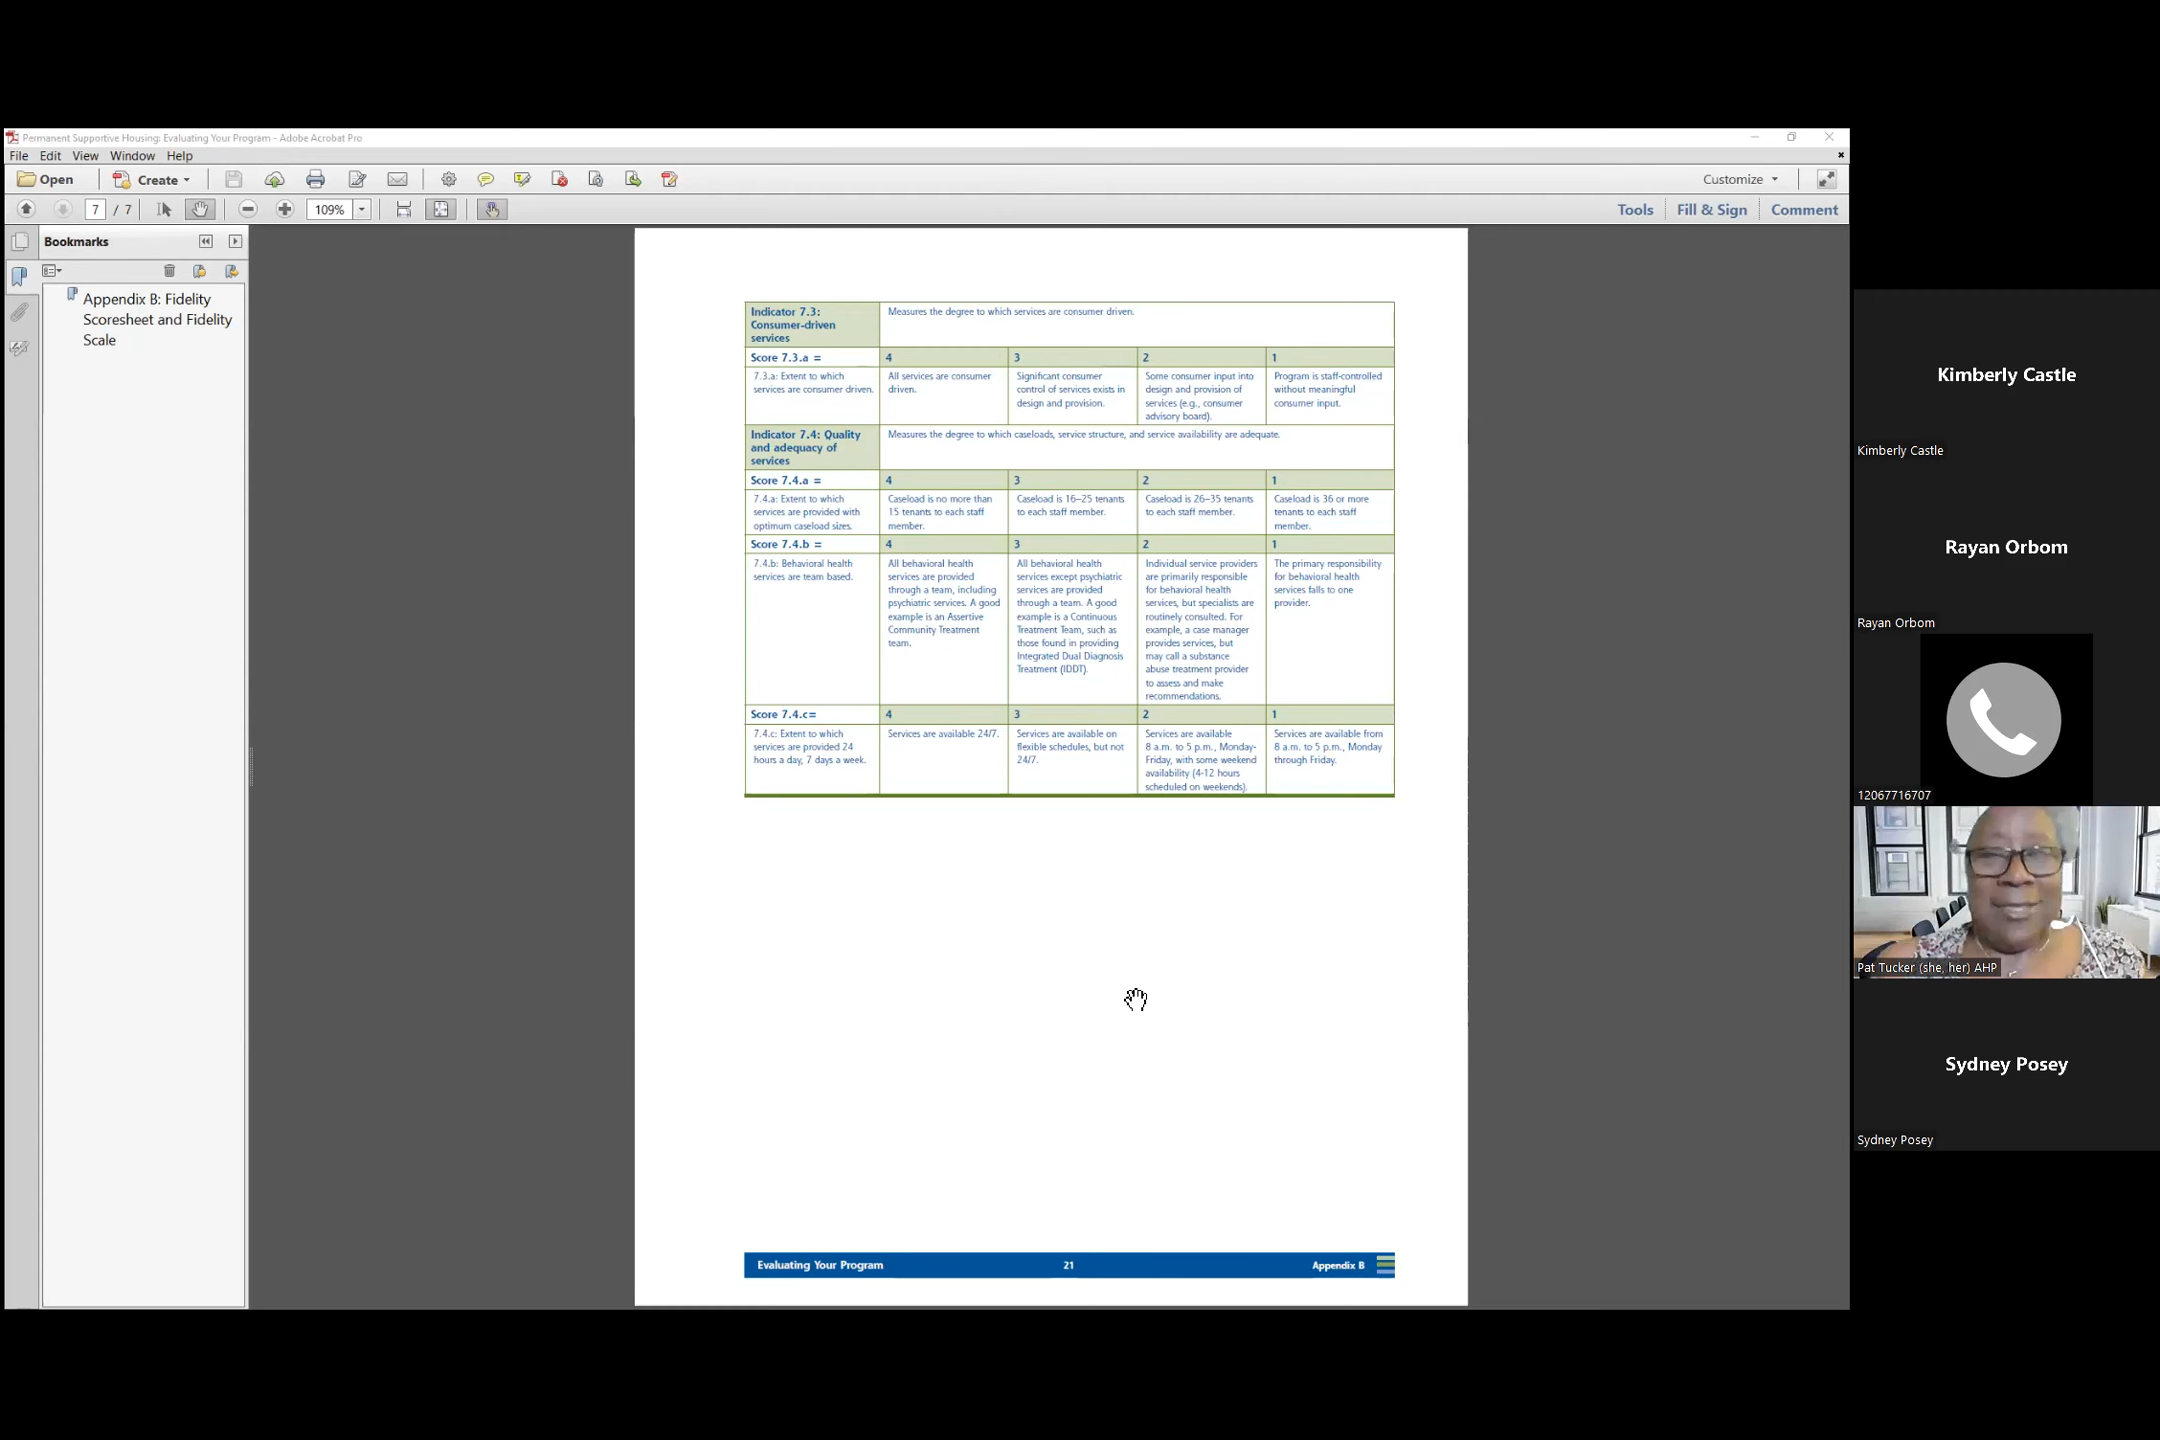 Permanent Supportive Housing: Evaluating Your Program - Adobe Acrobat Pro
File Edit View Window Help
Open
Create
Customize
7 / 7
109%
Tools
Fill & Sign
Comment
Bookmarks
Appendix B: Fidelity
Scoresheet and Fidelity
Scale
Indicator 7.3:
Consumer-driven
services
Measures the degree to which services are consumer driven.
Score 7.3.a =
4
3
2
1
7.3.a: Extent to which
services are consumer driven.
All services are consumer
driven.
Significant consumer
control of services exists in
design and provision.
Some consumer input into
design and provision of
services (e.g., consumer
advisory board).
Program is staff-controlled
without meaningful
consumer input.
Indicator 7.4: Quality
and adequacy of
services
Measures the degree to which caseloads, service structure, and service availability are adequate.
Score 7.4.a =
4
3
2
1
7.4.a: Extent to which
services are provided with
optimum caseload sizes.
Caseload is no more than
15 tenants to each staff
member.
Caseload is 16–25 tenants
to each staff member.
Caseload is 26–35 tenants
to each staff member.
Caseload is 36 or more
tenants to each staff
member.
Score 7.4.b =
4
3
2
1
7.4.b: Behavioral health
services are team based.
All behavioral health
services are provided
through a team, including
psychiatric services. A good
example is an Assertive
Community Treatment
team.
All behavioral health
services except psychiatric
services are provided
through a team. A good
example is a Continuous
Treatment Team, such as
those found in providing
Integrated Dual Diagnosis
Treatment (IDDT).
Individual service providers
are primarily responsible
for behavioral health
services, but specialists are
routinely consulted. For
example, a case manager
provides services, but
may call a substance
abuse treatment provider
to assess and make
recommendations.
The primary responsibility
for behavioral health
services falls to one
provider.
Score 7.4.c=
4
3
2
1
7.4.c: Extent to which
services are provided 24
hours a day, 7 days a week.
Services are available 24/7.
Services are available on
flexible schedules, but not
24/7.
Services are available
8 a.m. to 5 p.m., Monday-
Friday, with some weekend
availability (4-12 hours
scheduled on weekends).
Services are available from
8 a.m. to 5 p.m., Monday
through Friday.
Evaluating Your Program
21
Appendix B
Kimberly Castle
Kimberly Castle
Rayan Orbom
Rayan Orbom
12067716707
Pat Tucker (she, her) AHP
Sydney Posey
Sydney Posey